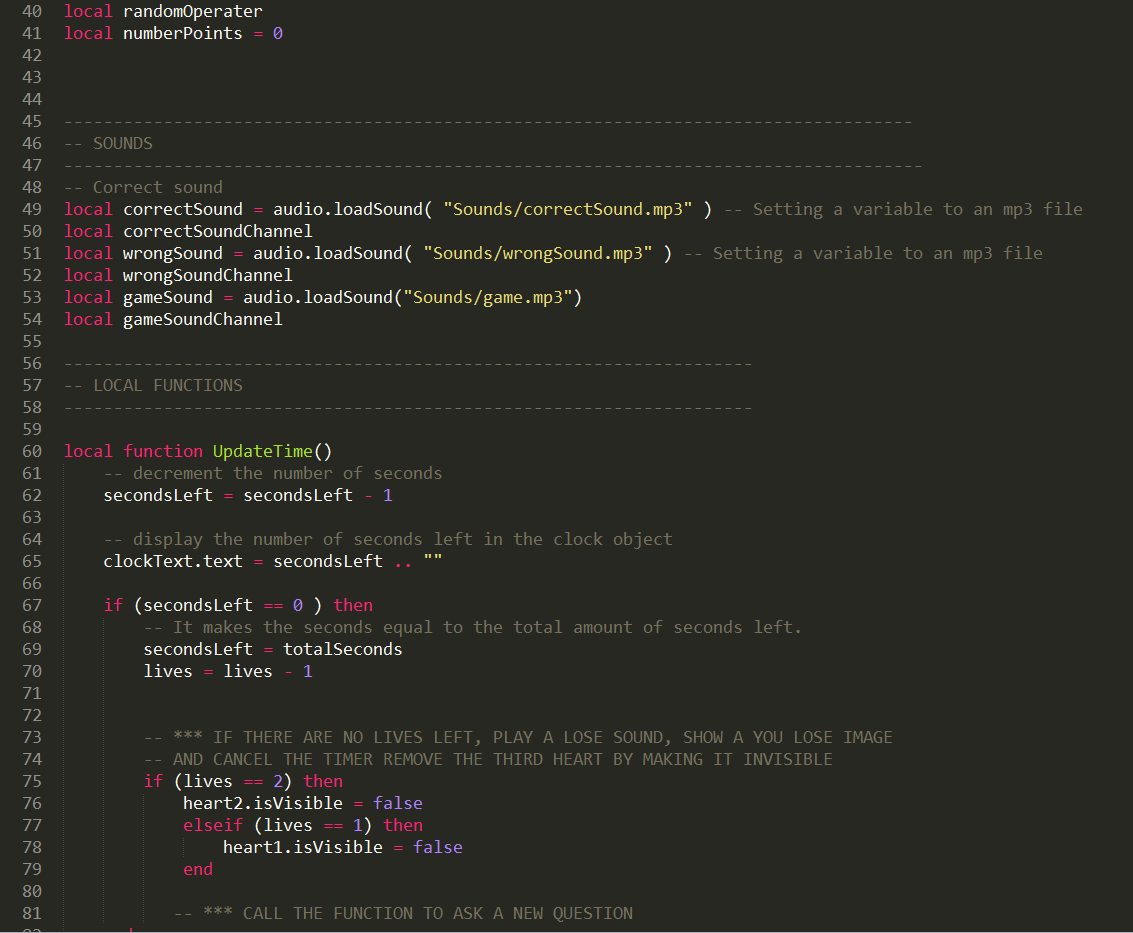 40 local randomOperater
41 local numberPoints = 0
42
43
44
45 -------------------------------------------------------------------------------------
46 -- SOUNDS
47 --------------------------------------------------------------------------------------
48 -- Correct sound
49 local correctSound = audio.loadSound( "Sounds/correctSound.mp3" ) -- Setting a variable to an mp3 file
50 local correctSoundChannel
51 local wrongSound = audio.loadSound( "Sounds/wrongSound.mp3" ) -- Setting a variable to an mp3 file
52 local wrongSoundChannel
53 local gameSound = audio.loadSound("Sounds/game.mp3")
54 local gameSoundChannel
55
56 ---------------------------------------------------------------------
57 -- LOCAL FUNCTIONS
58 ---------------------------------------------------------------------
59
60 local function UpdateTime()
61     -- decrement the number of seconds
62     secondsLeft = secondsLeft - 1
63
64     -- display the number of seconds left in the clock object
65     clockText.text = secondsLeft .. ""
66
67     if (secondsLeft == 0 ) then
68         -- It makes the seconds equal to the total amount of seconds left.
69         secondsLeft = totalSeconds
70         lives = lives - 1
71
72
73         -- *** IF THERE ARE NO LIVES LEFT, PLAY A LOSE SOUND, SHOW A YOU LOSE IMAGE
74         -- AND CANCEL THE TIMER REMOVE THE THIRD HEART BY MAKING IT INVISIBLE
75         if (lives == 2) then
76             heart2.isVisible = false
77             elseif (lives == 1) then
78                 heart1.isVisible = false
79             end
80
81            -- *** CALL THE FUNCTION TO ASK A NEW QUESTION